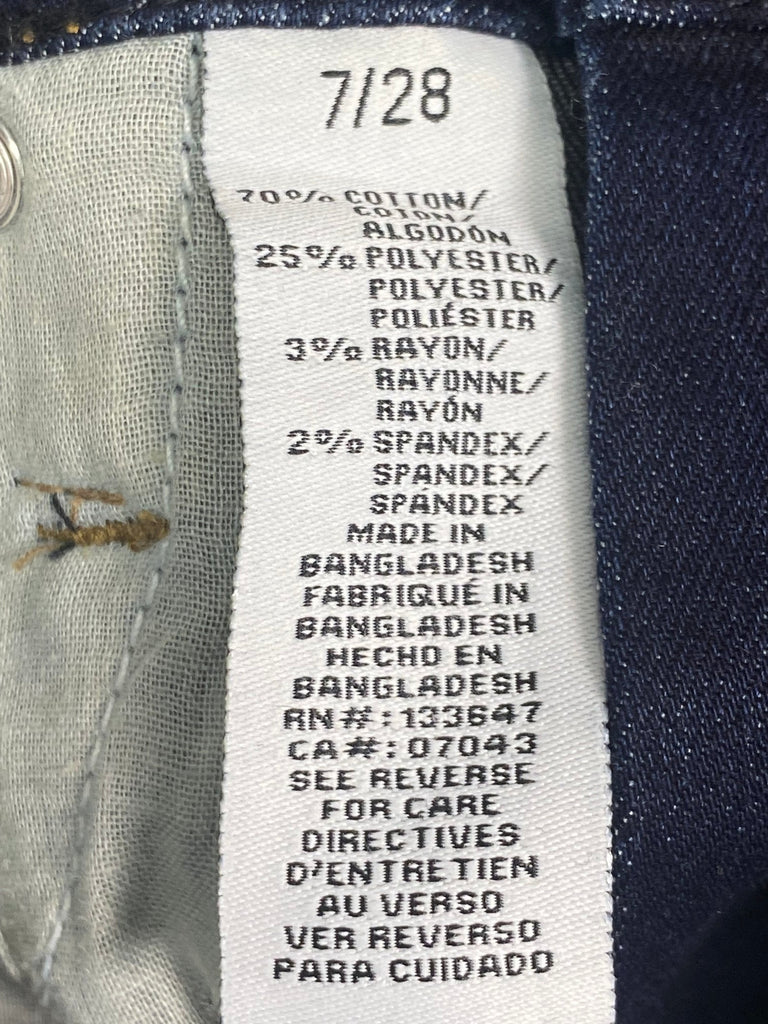 7/28
70% COTTON/
COTON/
ALGODÓN
25% POLYESTER/
POLYESTER/
POLIÉSTER
3% RAYON/
RAYONNE/
RAYÓN
2% SPANDEX/
SPANDEX/
SPÁNDEX
MADE IN
BANGLADESH
FABRIQUÉ IN
BANGLADESH
HECHO EN
BANGLADESH
RN#:133647
CA#:07043
SEE REVERSE
FOR CARE
DIRECTIVES
D'ENTRETIEN
AU VERSO
VER REVERSO
PARA CUIDADO